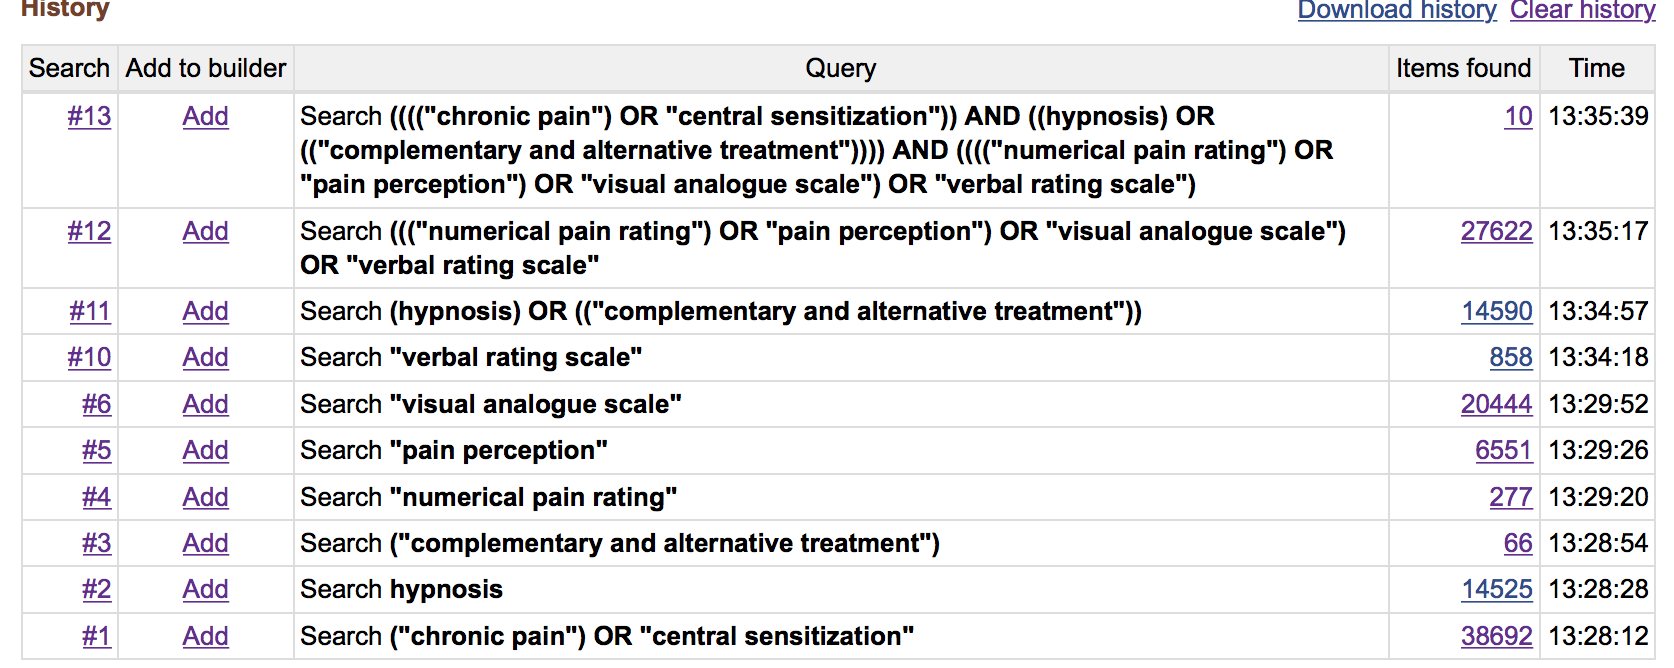 History Download history Clear history
Search Add to builder Query Items found Time
#13 Add Search (((("chronic pain") OR "central sensitization")) AND ((hypnosis) OR 10 13:35:39
(("complementary and alternative treatment")))) AND (((("numerical pain rating") OR
"pain perception") OR "visual analogue scale") OR "verbal rating scale")
#12 Add Search ((("numerical pain rating") OR "pain perception") OR "visual analogue scale") 27622 13:35:17
OR "verbal rating scale"
#11 Add Search (hypnosis) OR (("complementary and alternative treatment")) 14590 13:34:57
#10 Add Search "verbal rating scale" 858 13:34:18
#6 Add Search "visual analogue scale" 20444 13:29:52
#5 Add Search "pain perception" 6551 13:29:26
#4 Add Search "numerical pain rating" 277 13:29:20
#3 Add Search ("complementary and alternative treatment") 66 13:28:54
#2 Add Search hypnosis 14525 13:28:28
#1 Add Search ("chronic pain") OR "central sensitization" 38692 13:28:12